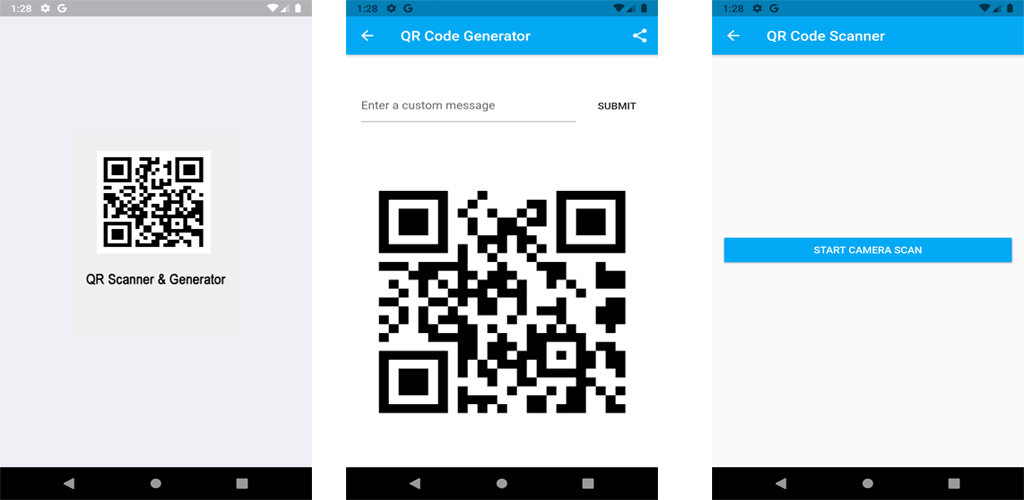 1:28
QR Scanner & Generator
1:28
QR Code Generator
Enter a custom message
SUBMIT
1:28
QR Code Scanner
START CAMERA SCAN